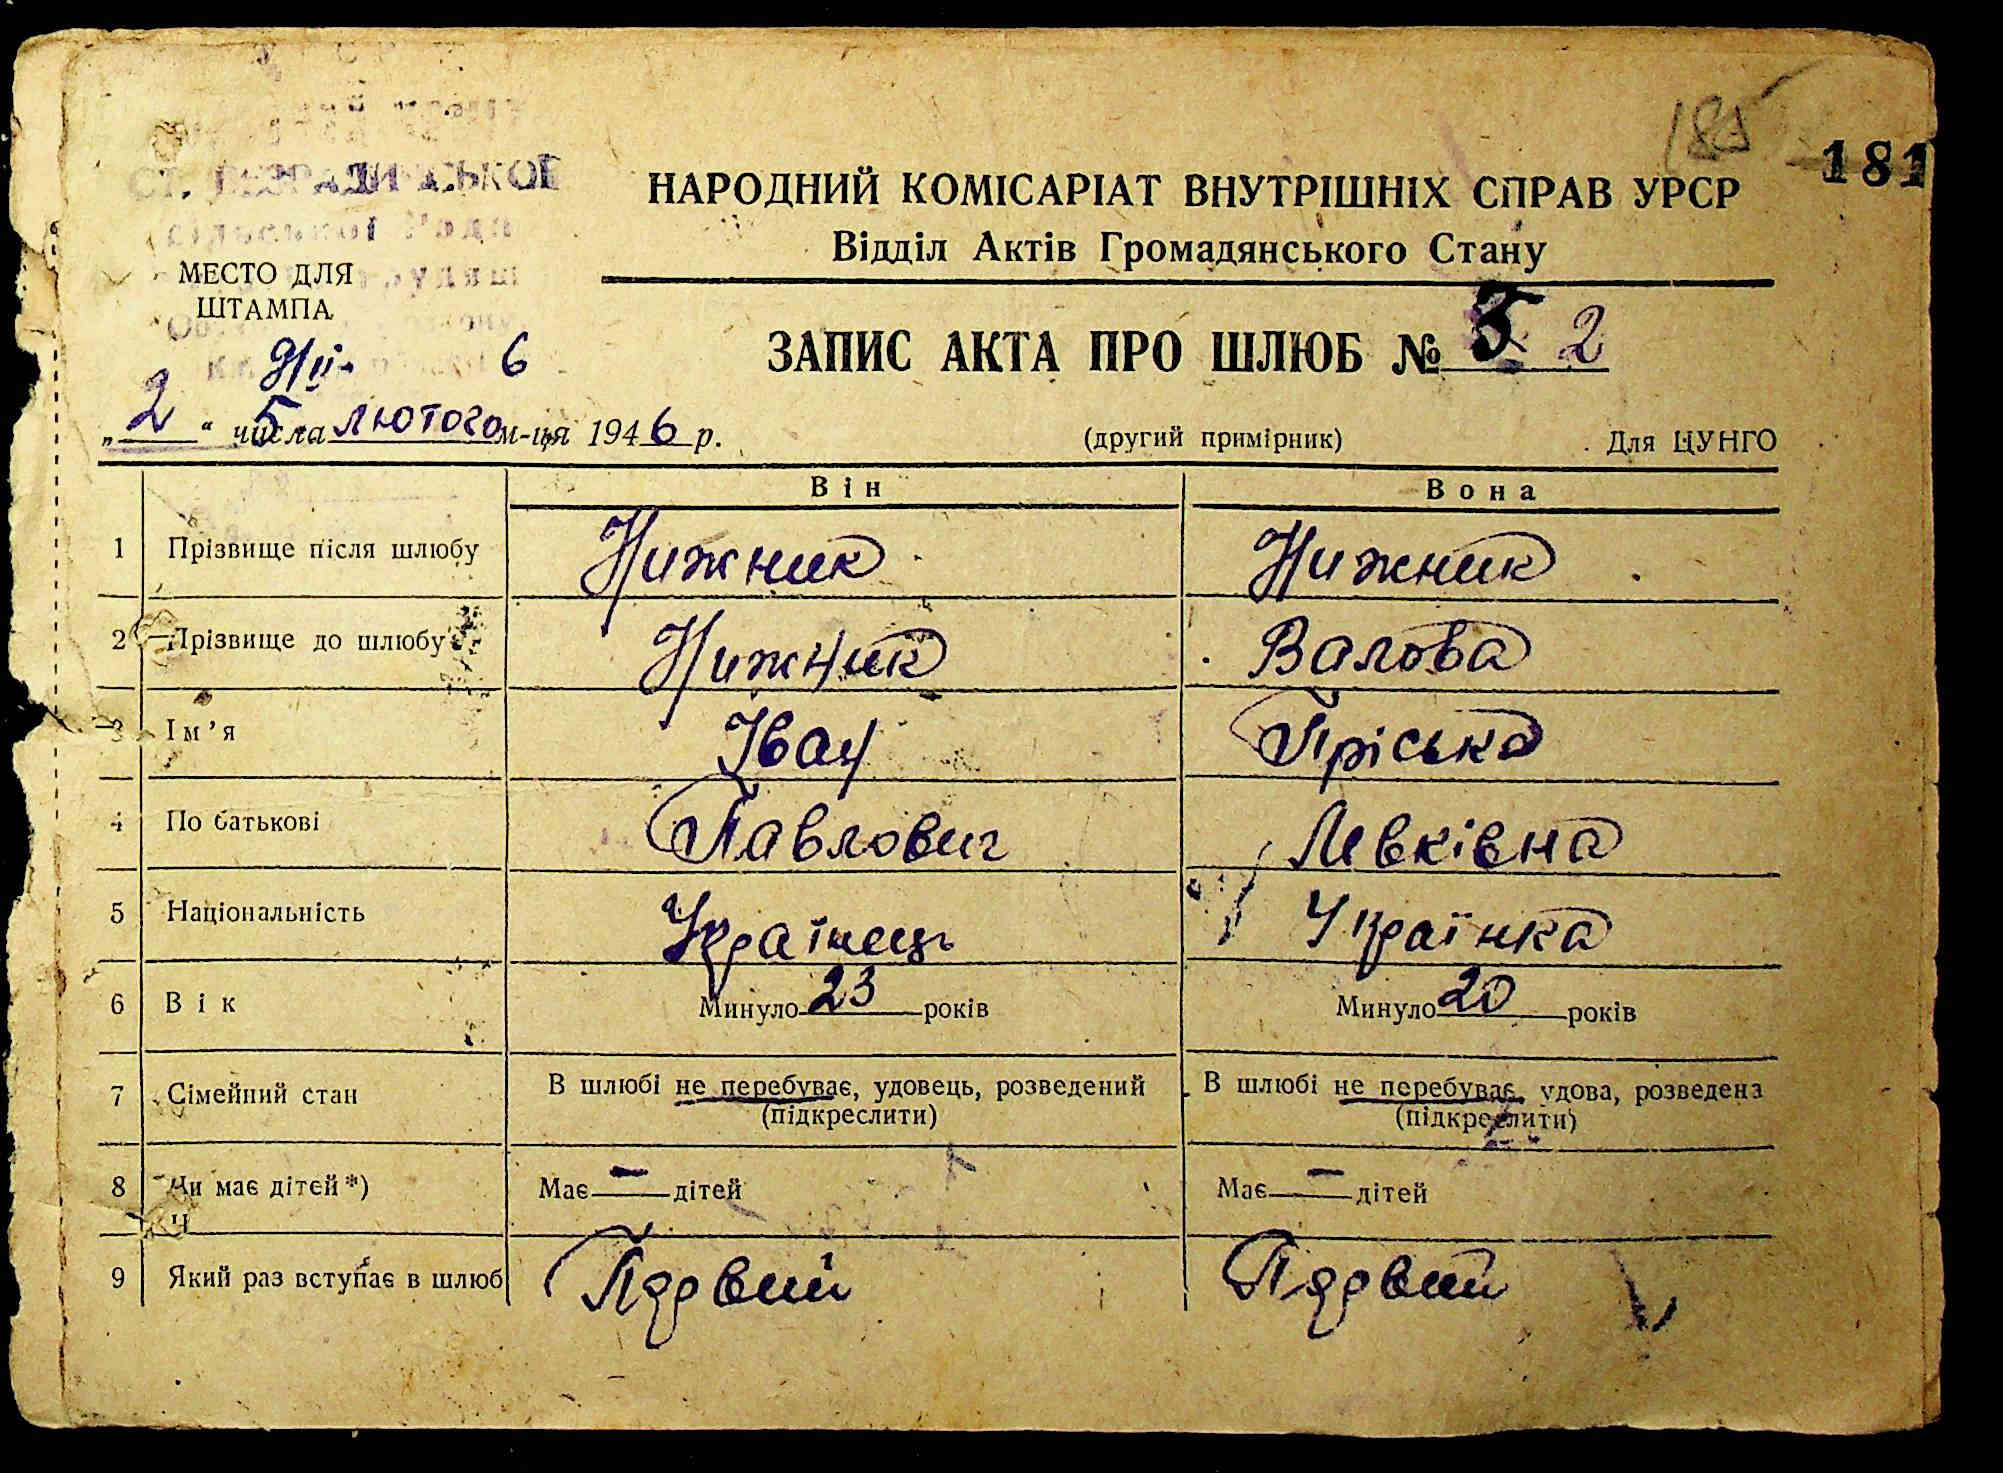 181
НАРОДНИЙ КОМІСАРІАТ ВНУТРІШНІХ СПРАВ УРСР
Відділ Актів Громадянського Стану
МЕСТО ДЛЯ
ШТАМПА
ЗАПИС АКТА ПРО ШЛЮБ № 2
6
„2“ числа лютого м-ця 1946 р.
(другий примірник)
Для ЦУНГО
Він Вона
1 Прізвище після шлюбу Нижник Нижник
2 Прізвище до шлюбу Нижник Валова
3 Ім'я Іван Пріська
4 По батькові Павлович Левківна
5 Національність Українець Українка
6 Вік Минуло 23 років Минуло 20 років
7 Сімейний стан В шлюбі не перебуває, удовець, розведений В шлюбі не перебуває, удова, розведена
(підкреслити) (підкреслити)
8 Чи має дітей*) Має — дітей Має — дітей
9 Який раз вступає в шлюб Первий Первий